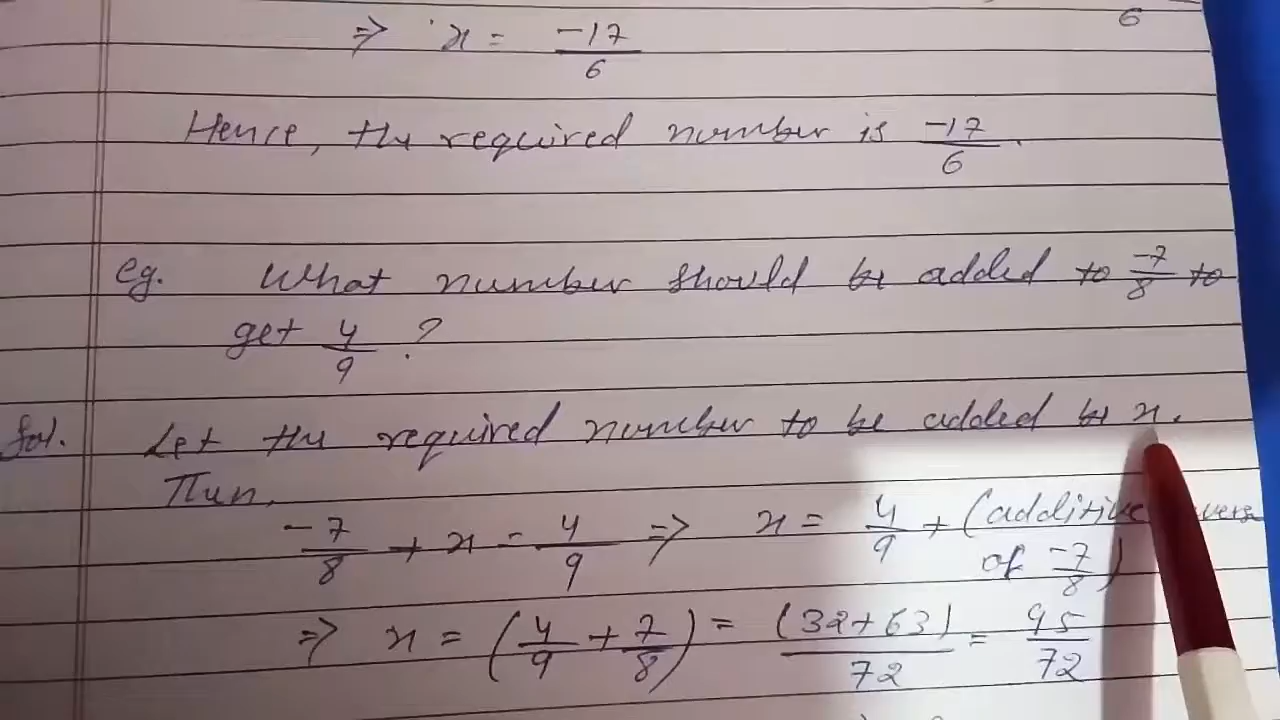 6
⇒ x = -17/6
Hence, the required number is -17/6.
eg. What number should be added to -7/8 to
get 4/9 ?
Sol. Let the required number to be added be x.
Then,
-7/8 + x = 4/9 ⇒ x = 4/9 + (additive
of -7/8)
⇒ x = (4/9 + 7/8) = (32+63)/72 = 95/72